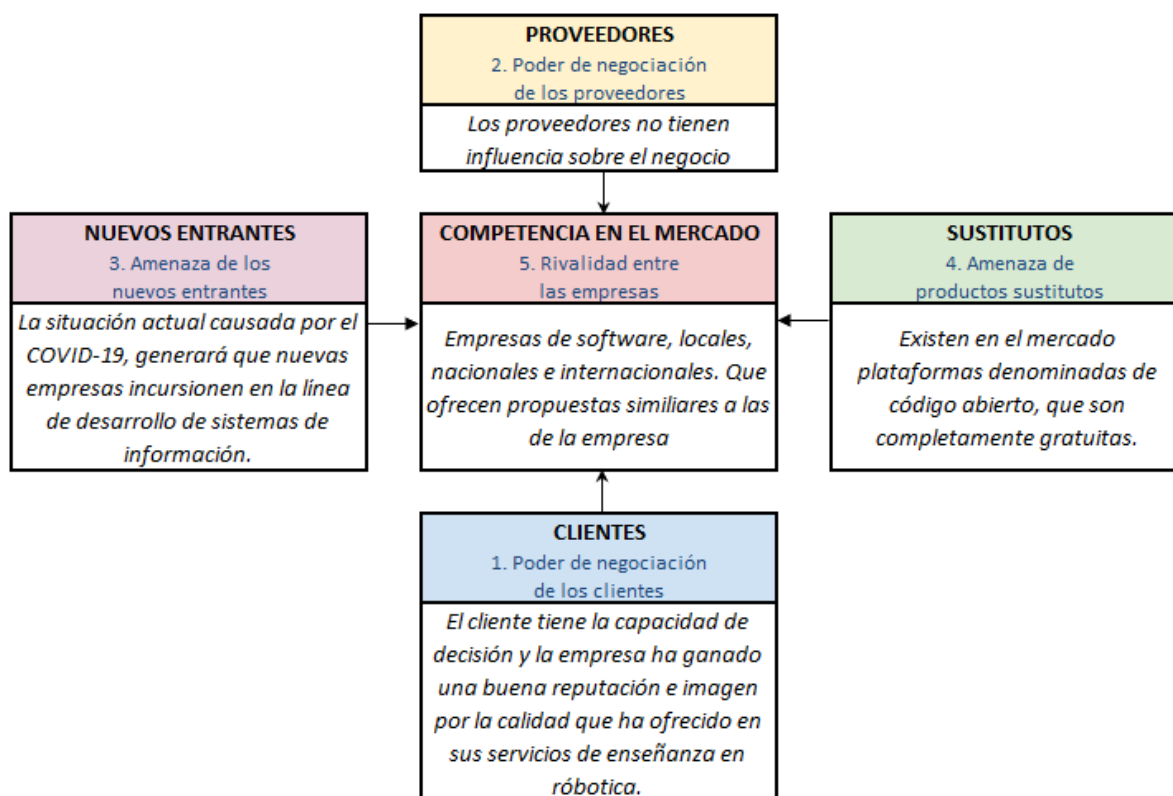 PROVEEDORES
2. Poder de negociación
de los proveedores
Los proveedores no tienen
influencia sobre el negocio
NUEVOS ENTRANTES
3. Amenaza de los
nuevos entrantes
La situación actual causada por el
COVID-19, generará que nuevas
empresas incursionen en la línea
de desarrollo de sistemas de
información.
COMPETENCIA EN EL MERCADO
5. Rivalidad entre
las empresas
Empresas de software, locales,
nacionales e internacionales. Que
ofrecen propuestas similiares a las
de la empresa
SUSTITUTOS
4. Amenaza de
productos sustitutos
Existen en el mercado
plataformas denominadas de
código abierto, que son
completamente gratuitas.
CLIENTES
1. Poder de negociación
de los clientes
El cliente tiene la capacidad de
decisión y la empresa ha ganado
una buena reputación e imagen
por la calidad que ha ofrecido en
sus servicios de enseñanza en
róbotica.